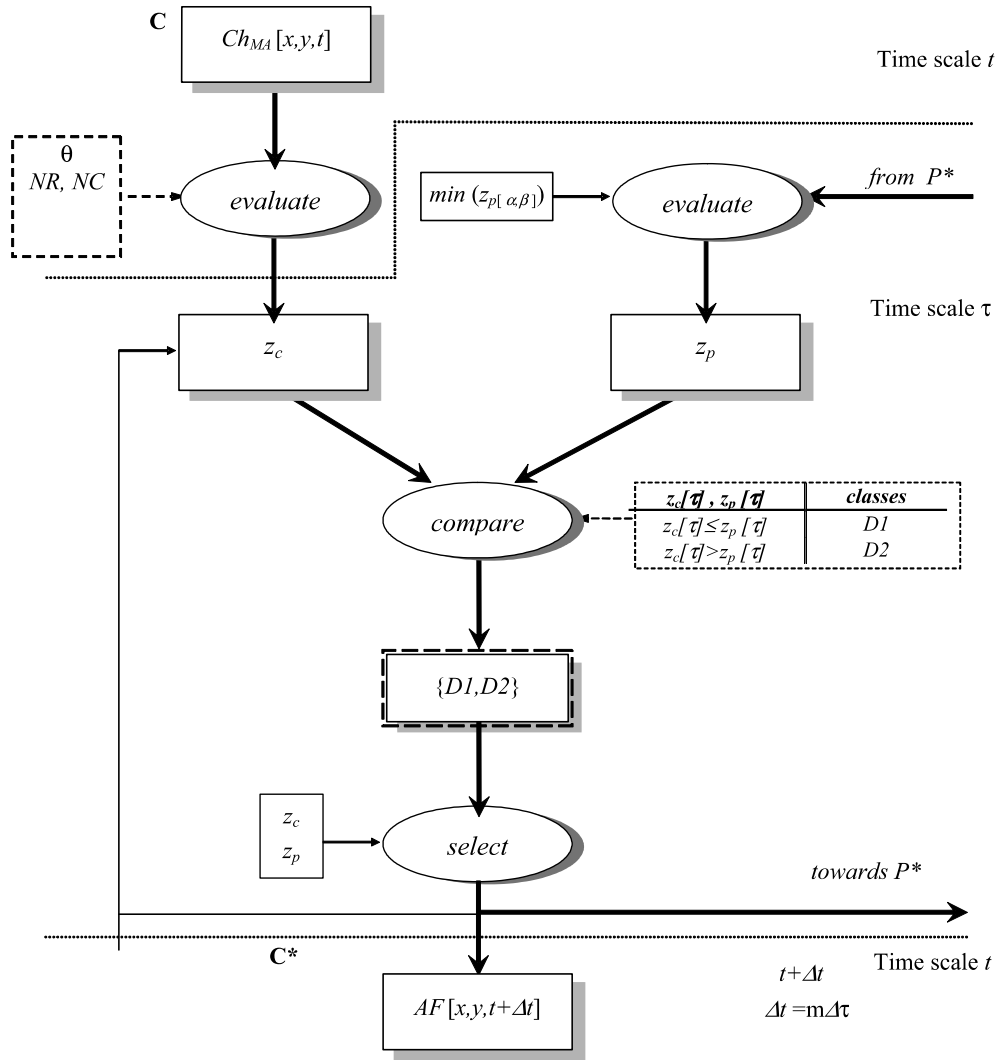 C
Ch_MA [x,y,t]
Time scale t
θ
NR, NC
evaluate
min (z_p[ α,β ])
evaluate
from P*
Time scale τ
z_c
z_p
compare
z_c[τ] , z_p [τ] classes
z_c[τ]≤z_p [τ] D1
z_c[τ]>z_p [τ] D2
{D1,D2}
z_c
z_p
select
towards P*
C*
Time scale t
AF [x,y,t+Δt]
t+Δt
Δt =mΔτ